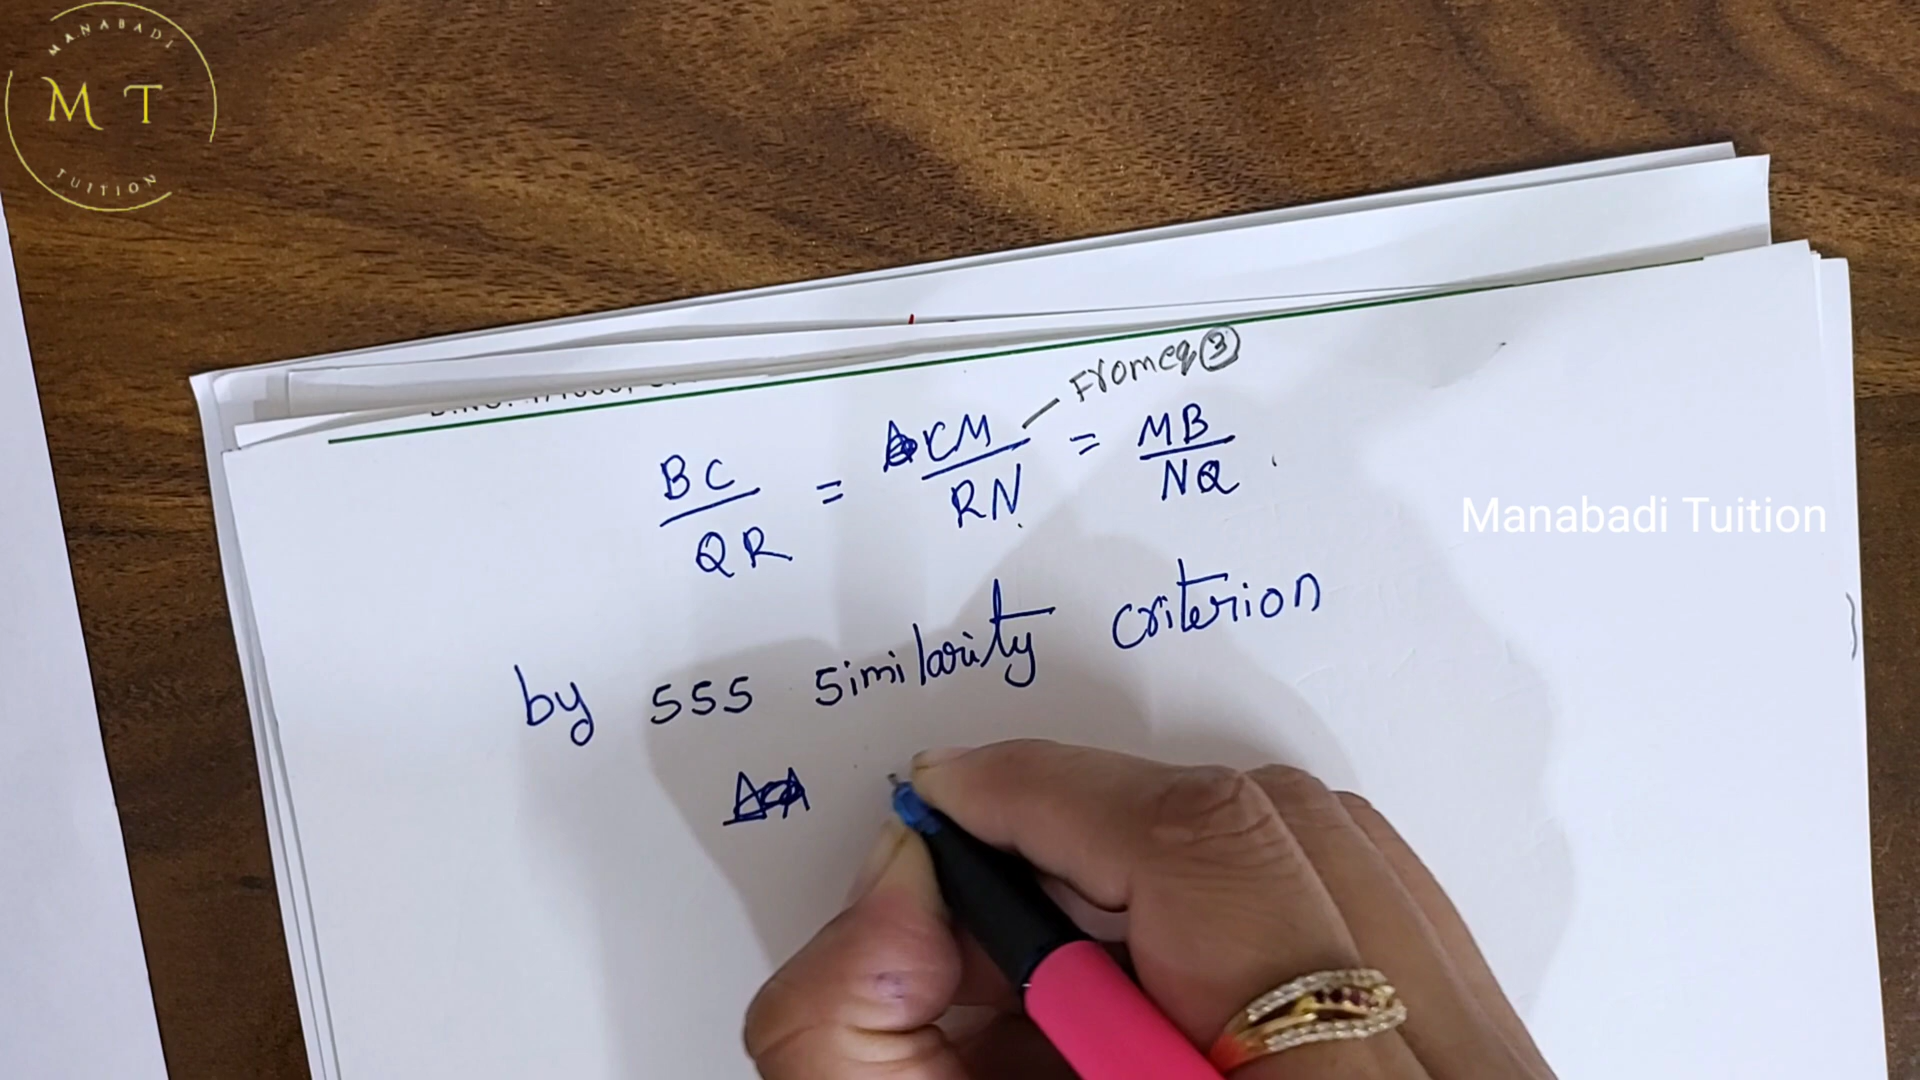 MANABADI
M T
TUITION
From eq 3
BC/QR = CM/RN = MB/NQ
Manabadi Tuition
by SSS similarity criterion